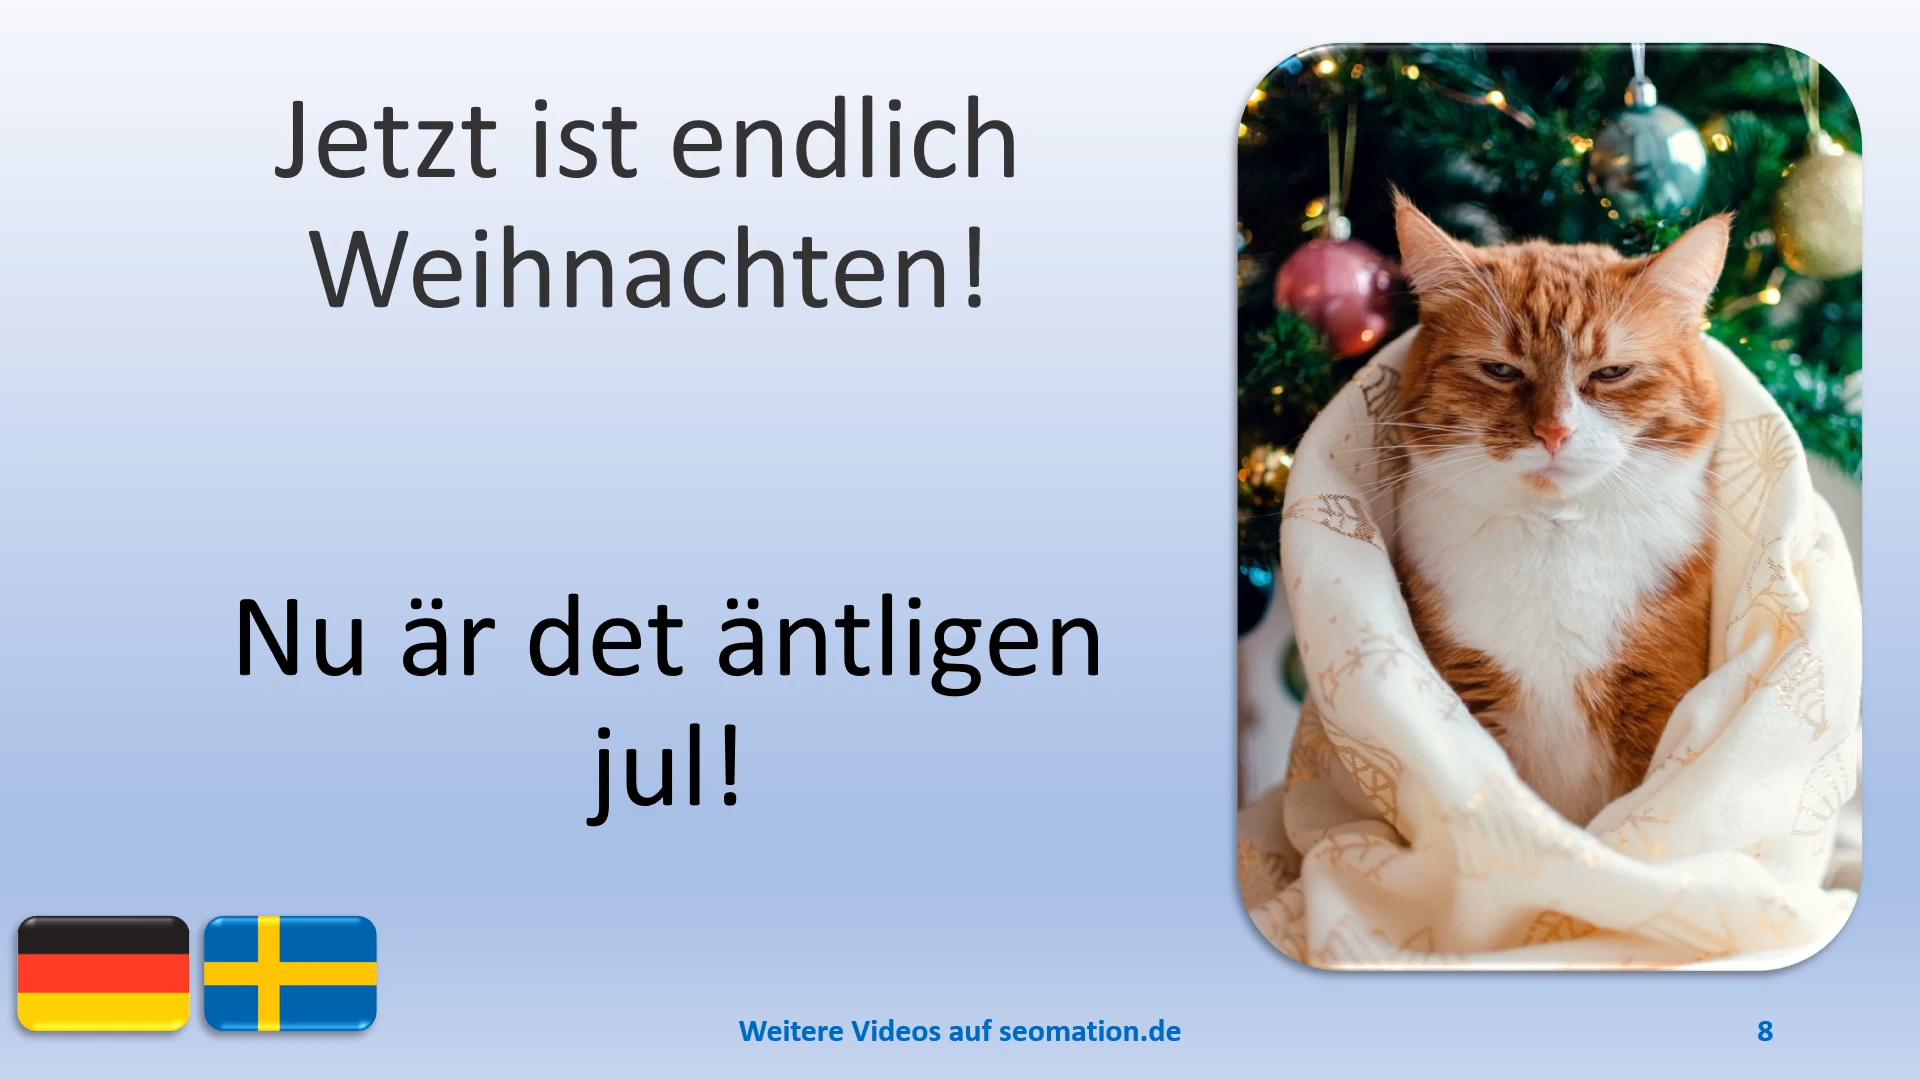 Jetzt ist endlich
Weihnachten!
Nu är det äntligen
jul!
Weitere Videos auf seomation.de
8